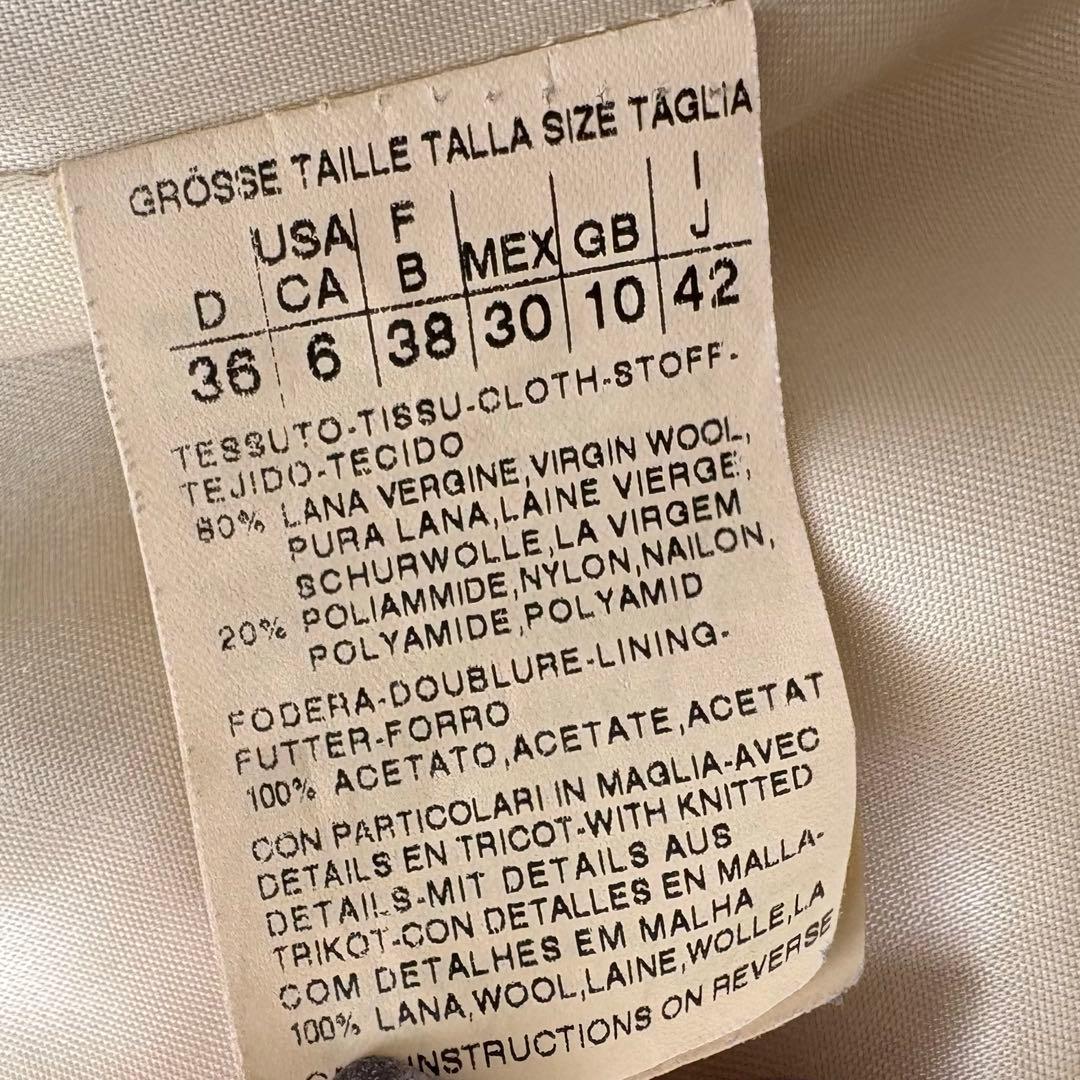 GRÖSSE TAILLE TALLA SIZE TAGLIA
D USA CA F B MEX GB I J
36 6 38 30 10 42
TESSUTO-TISSU-CLOTH-STOFF-
TEJIDO-TECIDO
80% LANA VERGINE,VIRGIN WOOL,
PURA LANA,LAINE VIERGE,
SCHURWOLLE,LA VIRGEM
20% POLIAMMIDE,NYLON,NAILON,
POLYAMIDE,POLYAMID
FODERA-DOUBLURE-LINING-
FUTTER-FORRO
100% ACETATO,ACETATE,ACETAT
CON PARTICOLARI IN MAGLIA-AVEC
DETAILS EN TRICOT-WITH KNITTED
DETAILS-MIT DETAILS AUS
TRIKOT-CON DETALLES EN MALLA-
COM DETALHES EM MALHA
100% LANA,WOOL,LAINE,WOLLE,LA
INSTRUCTIONS ON REVERSE